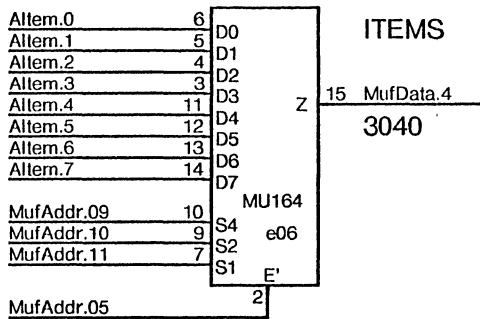 AItem.0 6 D0 ITEMS
AItem.1 5 D1
AItem.2 4 D2
AItem.3 3 D3 Z 15 MufData.4
AItem.4 11 D4 3040
AItem.5 12 D5
AItem.6 13 D6
AItem.7 14 D7
MU164
MufAddr.09 10 S4
MufAddr.10 9 S2 e06
MufAddr.11 7 S1
E'
MufAddr.05 2